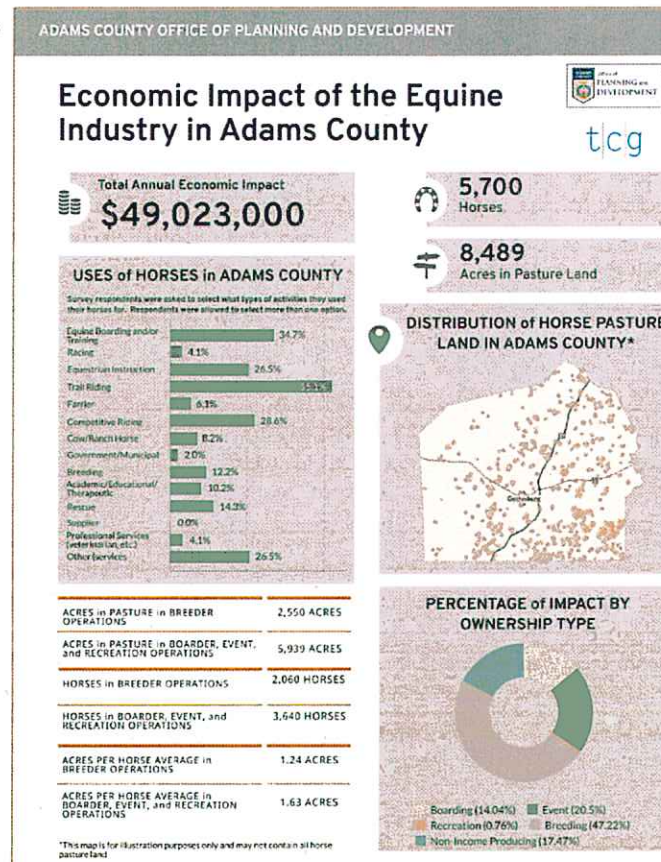 ADAMS COUNTY OFFICE OF PLANNING AND DEVELOPMENT
Economic Impact of the Equine
Industry in Adams County
PLANNING and
DEVELOPMENT
tcg
Total Annual Economic Impact
$49,023,000
5,700
Horses
8,489
Acres in Pasture Land
USES of HORSES in ADAMS COUNTY
Survey respondents were asked to select what types of activities they used
their horses for. Respondents were allowed to select more than one option.
Equine Boarding and/or
Training
34.7%
Racing
4.1%
Equestrian Instruction
26.5%
Trail Riding
Farrier
6.1%
Competitive Riding
28.6%
Cow/Ranch Horse
8.2%
Government/Municipal
2.0%
Breeding
12.2%
Academic/Educational/
Therapeutic
10.2%
Rescue
14.3%
Supplier
0.0%
Professional Services
(veterinarian, etc.)
4.1%
Other (services
26.5%
DISTRIBUTION of HORSE PASTURE
LAND IN ADAMS COUNTY*
Gettysburg
ACRES in PASTURE in BREEDER
OPERATIONS
2,550 ACRES
ACRES in PASTURE in BOARDER, EVENT,
and RECREATION OPERATIONS
5,939 ACRES
HORSES in BREEDER OPERATIONS
2,060 HORSES
HORSES in BOARDER, EVENT, and
RECREATION OPERATIONS
3,640 HORSES
ACRES PER HORSE AVERAGE in
BREEDER OPERATIONS
1.24 ACRES
ACRES PER HORSE AVERAGE in
BOARDER, EVENT, and RECREATION
OPERATIONS
1.63 ACRES
PERCENTAGE of IMPACT BY
OWNERSHIP TYPE
Boarding (14.04%) Event (20.5%)
Recreation (0.76%) Breeding (47.22%)
Non-Income Producing (17.47%)
*This map is for illustration purposes only and may not contain all horse
pasture land